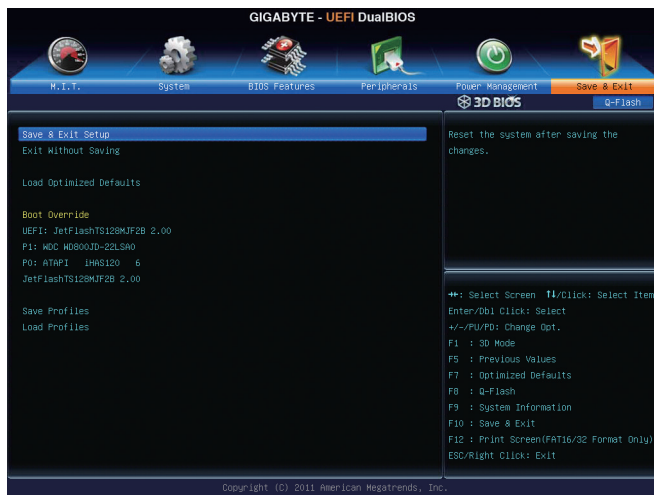 GIGABYTE - UEFI DualBIOS
M.I.T.
System
BIOS Features
Peripherals
Power Management
Save & Exit
3D BIOS
Q-Flash
Save & Exit Setup
Exit Without Saving
Load Optimized Defaults
Boot Override
UEFI: JetFlashTS128MJF2B 2.00
P1: WDC WD800JD-22LSA0
P0: ATAPI iHAS120 6
JetFlashTS128MJF2B 2.00
Save Profiles
Load Profiles
Reset the system after saving the
changes.
→←: Select Screen ↑↓/Click: Select Item
Enter/Dbl Click: Select
+/-/PU/PD: Change Opt.
F1 : 3D Mode
F5 : Previous Values
F7 : Optimized Defaults
F8 : Q-Flash
F9 : System Information
F10 : Save & Exit
F12 : Print Screen(FAT16/32 Format Only)
ESC/Right Click: Exit
Copyright (C) 2011 American Megatrends, Inc.